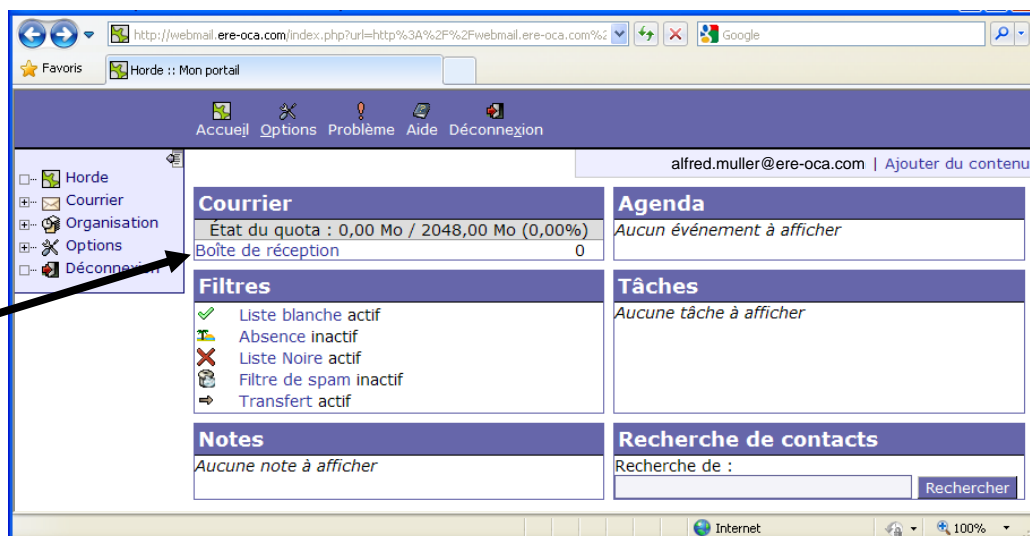 http://webmail.ere-oca.com/index.php?url=http%3A%2F%2Fwebmail.ere-oca.com%2
Google
Favoris
Horde :: Mon portail
Accueil Options Problème Aide Déconnexion
alfred.muller@ere-oca.com | Ajouter du contenu
Horde
Courrier
Organisation
Options
Déconnexion
Courrier
État du quota : 0,00 Mo / 2048,00 Mo (0,00%)
Boîte de réception 0
Agenda
Aucun événement à afficher
Filtres
Liste blanche actif
Absence inactif
Liste Noire actif
Filtre de spam inactif
Transfert actif
Tâches
Aucune tâche à afficher
Notes
Aucune note à afficher
Recherche de contacts
Recherche de :
Rechercher
Internet
100%